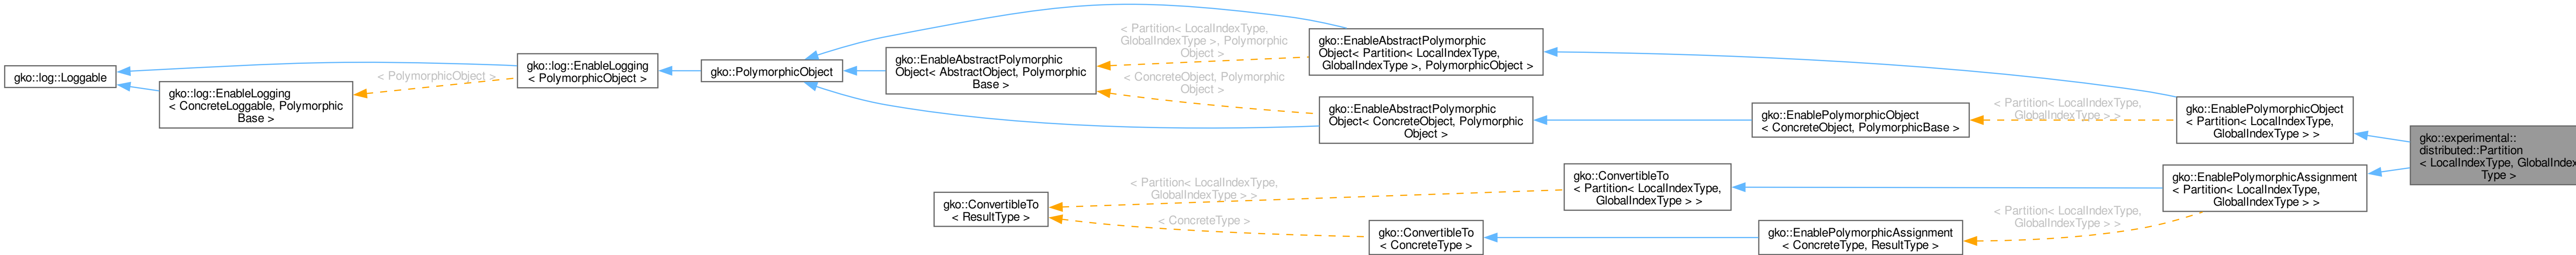 gko::log::Loggable
gko::log::EnableLogging
< ConcreteLoggable, Polymorphic
Base >
< PolymorphicObject >
gko::log::EnableLogging
< PolymorphicObject >
gko::PolymorphicObject
gko::EnableAbstractPolymorphic
Object< AbstractObject, Polymorphic
Base >
< Partition< LocalIndexType,
GlobalIndexType >, Polymorphic
Object >
< ConcreteObject, Polymorphic
Object >
gko::EnableAbstractPolymorphic
Object< Partition< LocalIndexType,
GlobalIndexType >, PolymorphicObject >
gko::EnableAbstractPolymorphic
Object< ConcreteObject, Polymorphic
Object >
gko::EnablePolymorphicObject
< ConcreteObject, PolymorphicBase >
< Partition< LocalIndexType,
GlobalIndexType > >
gko::EnablePolymorphicObject
< Partition< LocalIndexType,
GlobalIndexType > >
gko::experimental::
distributed::Partition
< LocalIndexType, GlobalIndex
Type >
gko::ConvertibleTo
< ResultType >
< Partition< LocalIndexType,
GlobalIndexType > >
< ConcreteType >
gko::ConvertibleTo
< Partition< LocalIndexType,
GlobalIndexType > >
gko::ConvertibleTo
< ConcreteType >
gko::EnablePolymorphicAssignment
< ConcreteType, ResultType >
< Partition< LocalIndexType,
GlobalIndexType > >
gko::EnablePolymorphicAssignment
< Partition< LocalIndexType,
GlobalIndexType > >